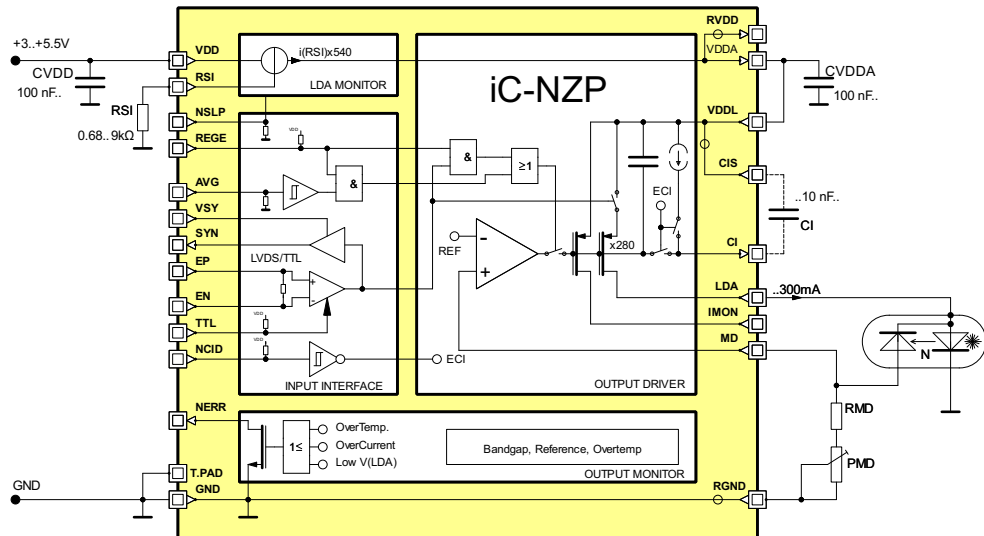 +3..+5.5V
CVDD
100 nF..
RSI
0.68..9kΩ
VDD
RSI
NSLP
REGE
AVG
VSY
SYN
EP
EN
TTL
NCID
NERR
T.PAD
GND
GND
i(RSI)x540
LDA MONITOR
VDD
&
LVDS/TTL
VDD
VDD
ECI
INPUT INTERFACE
iC-NZP
&
≥1
REF
-
+
+
-
x280
ECI
OUTPUT DRIVER
1≤
OverTemp.
OverCurrent
Low V(LDA)
Bandgap, Reference, Overtemp
OUTPUT MONITOR
RVDD
VDDA
VDDL
CIS
CI
LDA
IMON
MD
RGND
CVDDA
100 nF..
..10 nF..
CI
..300mA
N
RMD
PMD